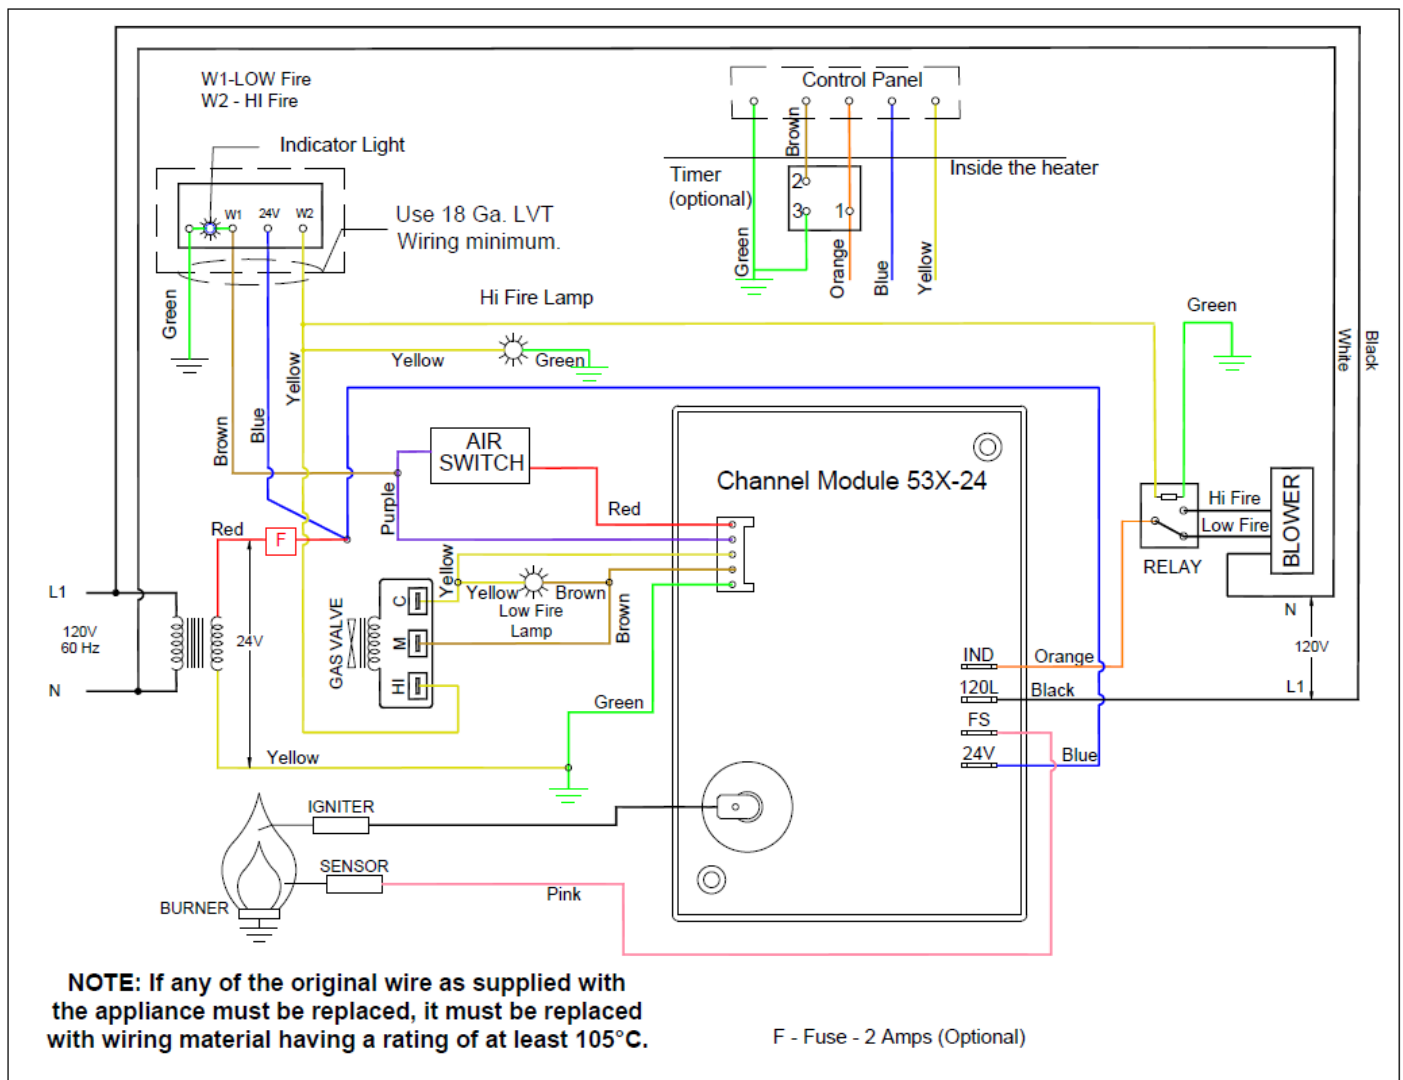 W1-LOW Fire
W2 - HI Fire
Control Panel
Indicator Light
Brown
Inside the heater
Timer
(optional)
2
3
1
W1
24V
W2
Use 18 Ga. LVT
Wiring minimum.
Green
Orange
Blue
Yellow
Green
Hi Fire Lamp
Green
Yellow
Green
Yellow
White
Black
Brown
Blue
AIR
SWITCH
Channel Module 53X-24
Purple
Red
Red
F
Hi Fire
Low Fire
BLOWER
RELAY
Yellow
Yellow
Brown
Low Fire
Lamp
Brown
L1
120V
60 Hz
N
24V
GAS VALVE
C
M
HI
N
120V
L1
IND
Orange
120L
Black
FS
24V
Blue
Green
Yellow
IGNITER
SENSOR
Pink
BURNER
NOTE: If any of the original wire as supplied with
the appliance must be replaced, it must be replaced
with wiring material having a rating of at least 105°C.
F - Fuse - 2 Amps (Optional)